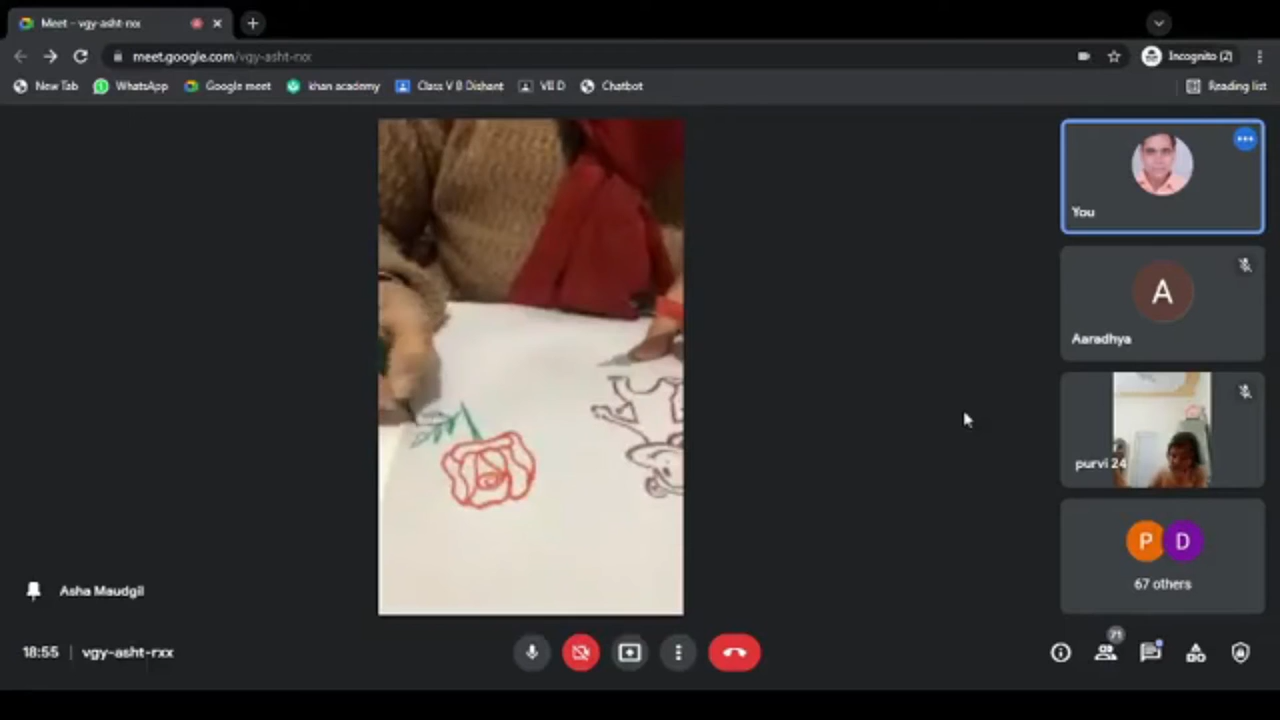 Meet - vgy-asht-rxx
meet.google.com/vgy-asht-rxx
Incognito (2)
New Tab
WhatsApp
Google meet
khan academy
Class V B Dishant
VII D
Chatbot
Reading list
You
A
Aaradhya
purvi 24
P D
67 others
Asha Maudgil
18:55 | vgy-asht-rxx
71